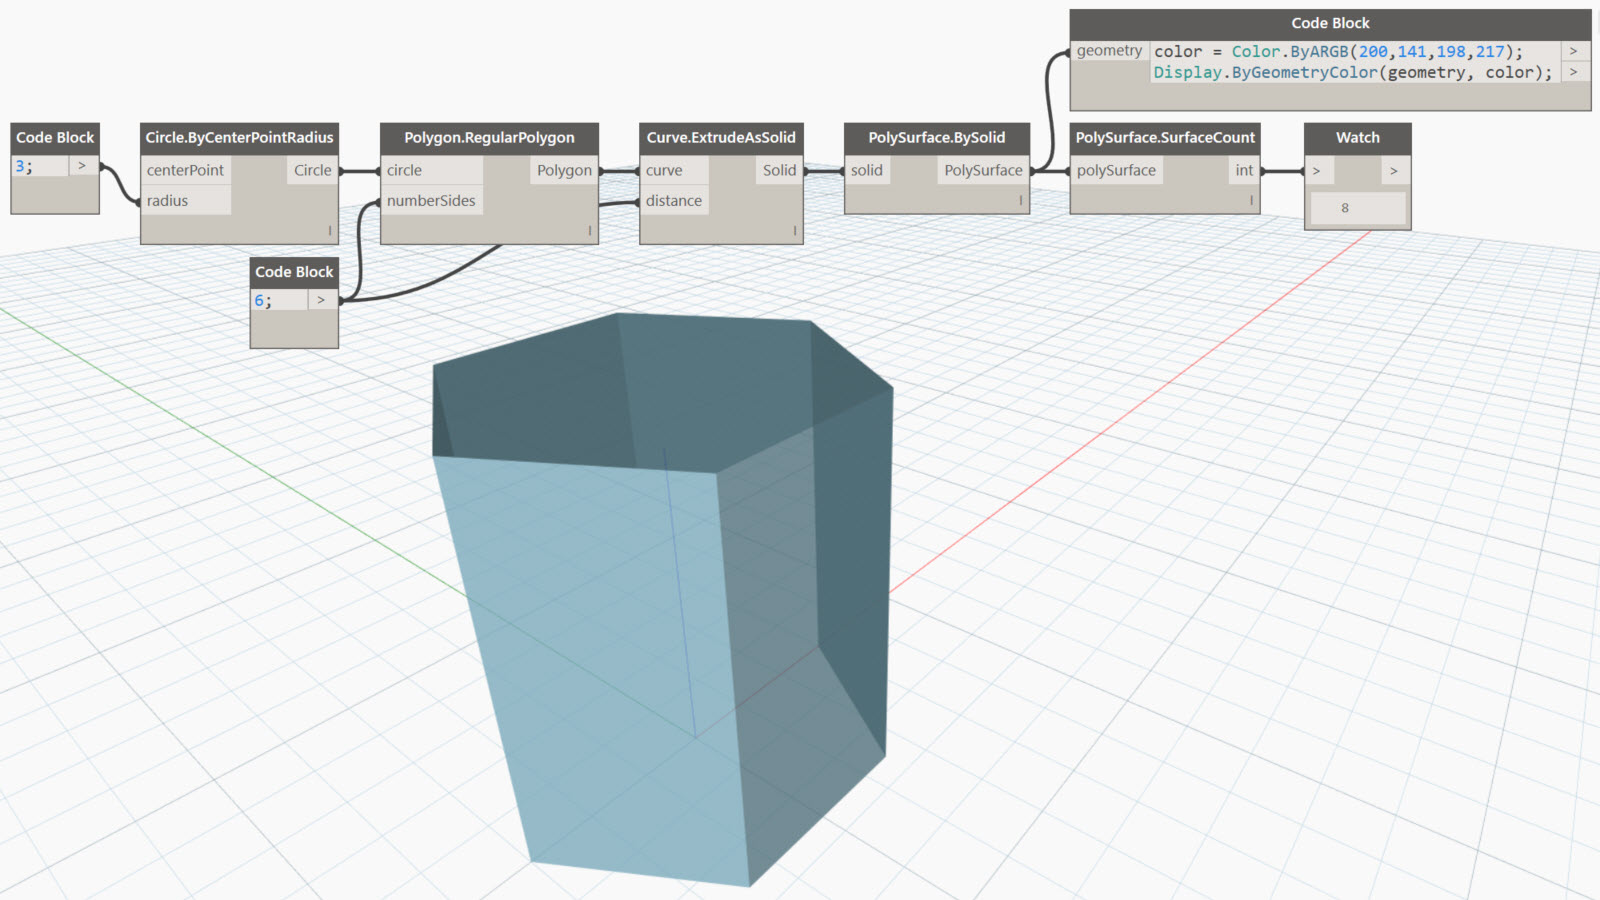 Code Block
geometry
color = Color.ByARGB(200,141,198,217);
>
Display.ByGeometryColor(geometry, color);
>
Code Block
3;
>
Circle.ByCenterPointRadius
centerPoint
Circle
radius
Polygon.RegularPolygon
circle
Polygon
numberSides
Curve.ExtrudeAsSolid
curve
Solid
distance
PolySurface.BySolid
solid
PolySurface
PolySurface.SurfaceCount
polySurface
int
Watch
>
>
8
Code Block
6;
>